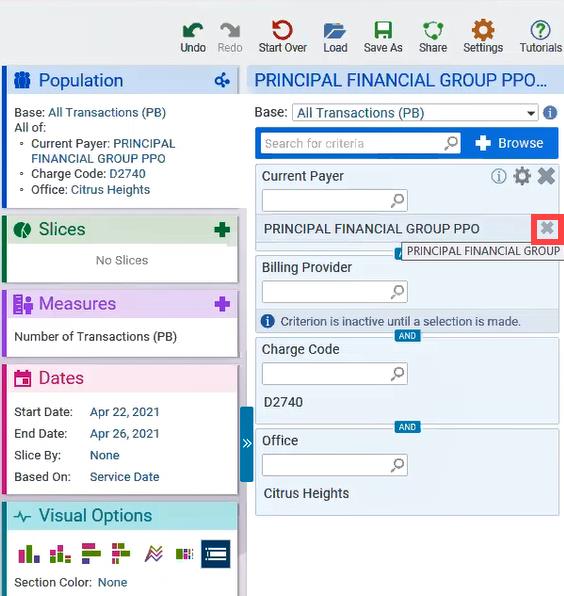 Undo Redo Start Over Load Save As Share Settings Tutorials
Population
Base: All Transactions (PB)
All of:
• Current Payer: PRINCIPAL
FINANCIAL GROUP PPO
• Charge Code: D2740
• Office: Citrus Heights
Slices
No Slices
Measures
Number of Transactions (PB)
Dates
Start Date: Apr 22, 2021
End Date: Apr 26, 2021
Slice By: None
Based On: Service Date
Visual Options
Section Color: None
PRINCIPAL FINANCIAL GROUP PPO...
Base: All Transactions (PB)
Search for criteria Browse
Current Payer
PRINCIPAL FINANCIAL GROUP PPO
PRINCIPAL FINANCIAL GROUP
Billing Provider
Criterion is inactive until a selection is made.
AND
Charge Code
D2740
AND
Office
Citrus Heights